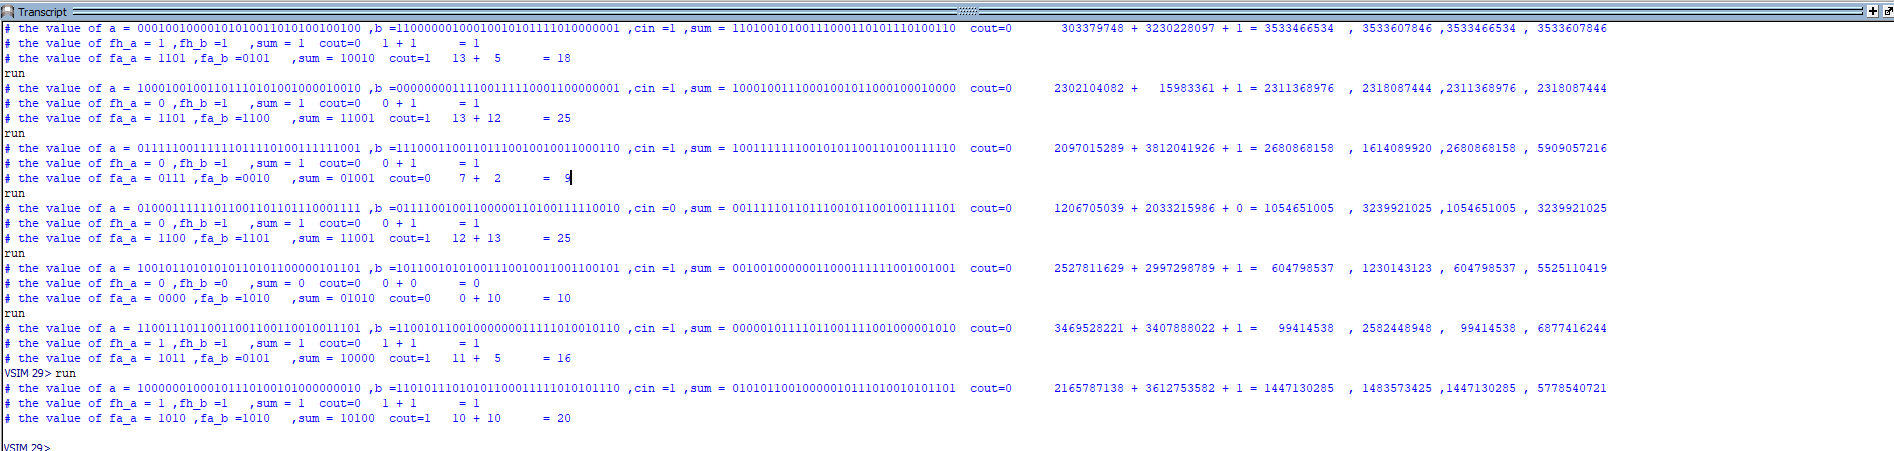 Transcript
# the value of a = 00010010000101010011010100100100 ,b =11000000100010010101111010000001 ,cin =1 ,sum = 11010010100111000110101110100110  cout=0      303379748 + 3230228097 + 1 = 3533466534  , 3533607846 ,3533466534 , 3533607846
# the value of fh_a = 1 ,fh_b =1   ,sum = 1  cout=0   1 + 1      = 1
# the value of fa_a = 1101 ,fa_b =0101   ,sum = 10010  cout=1   13 +  5      = 18
run
# the value of a = 10001001001101110101001000010010 ,b =00000000111100111110001100000001 ,cin =1 ,sum = 10001001110001001011000100010000  cout=0     2302104082 +   15983361 + 1 = 2311368976  , 2318087444 ,2311368976 , 2318087444
# the value of fh_a = 0 ,fh_b =1   ,sum = 1  cout=0   0 + 1      = 1
# the value of fa_a = 1101 ,fa_b =1100   ,sum = 11001  cout=1   13 + 12      = 25
run
# the value of a = 01111100111111011110100111111001 ,b =11100011001101110010010011000110 ,cin =1 ,sum = 10011111110010101100110100111110  cout=0     2097015289 + 3812041926 + 1 = 2680868158  , 1614089920 ,2680868158 , 5909057216
# the value of fh_a = 0 ,fh_b =1   ,sum = 1  cout=0   0 + 1      = 1
# the value of fa_a = 0111 ,fa_b =0010   ,sum = 01001  cout=0    7 +  2      =  9
run
# the value of a = 01000111111011001101101110001111 ,b =01111001001100000110100111110010 ,cin =0 ,sum = 00111110110111001011001001111101  cout=0     1206705039 + 2033215986 + 0 = 1054651005  , 3239921025 ,1054651005 , 3239921025
# the value of fh_a = 0 ,fh_b =1   ,sum = 1  cout=0   0 + 1      = 1
# the value of fa_a = 1100 ,fa_b =1101   ,sum = 11001  cout=1   12 + 13      = 25
run
# the value of a = 10010110101010110101100000101101 ,b =10110010101001110010011001100101 ,cin =1 ,sum = 00100100000011000111111001001001  cout=0     2527811629 + 2997298789 + 1 =  604798537  , 1230143123 , 604798537 , 5525110419
# the value of fh_a = 0 ,fh_b =0   ,sum = 0  cout=0   0 + 0      = 0
# the value of fa_a = 0000 ,fa_b =1010   ,sum = 01010  cout=0    0 + 10      = 10
run
# the value of a = 11001110110011001100110010011101 ,b =11001011001000000011111010010110 ,cin =1 ,sum = 00000101111011001111001000001010  cout=0     3469528221 + 3407888022 + 1 =   99414538  , 2582448948 ,  99414538 , 6877416244
# the value of fh_a = 1 ,fh_b =1   ,sum = 1  cout=0   1 + 1      = 1
# the value of fa_a = 1011 ,fa_b =0101   ,sum = 10000  cout=1   11 +  5      = 16
VSIM 29> run
# the value of a = 10000001000101110100101000000010 ,b =11010111010101100011111010101110 ,cin =1 ,sum = 01010110010000010111010010101101  cout=0     2165787138 + 3612753582 + 1 = 1447130285  , 1483573425 ,1447130285 , 5778540721
# the value of fh_a = 1 ,fh_b =1   ,sum = 1  cout=0   1 + 1      = 1
# the value of fa_a = 1010 ,fa_b =1010   ,sum = 10100  cout=1   10 + 10      = 20
VSIM 29>